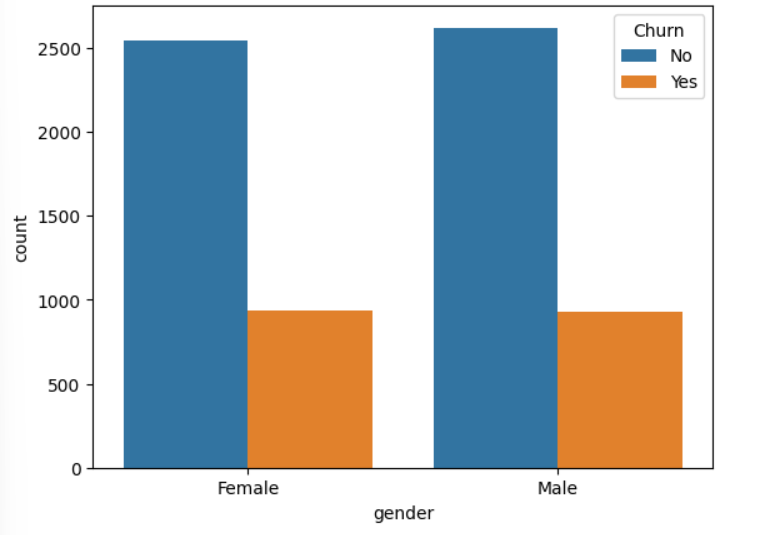 Churn
No
Yes
2500
2000
1500
1000
500
0
count
Female
Male
gender